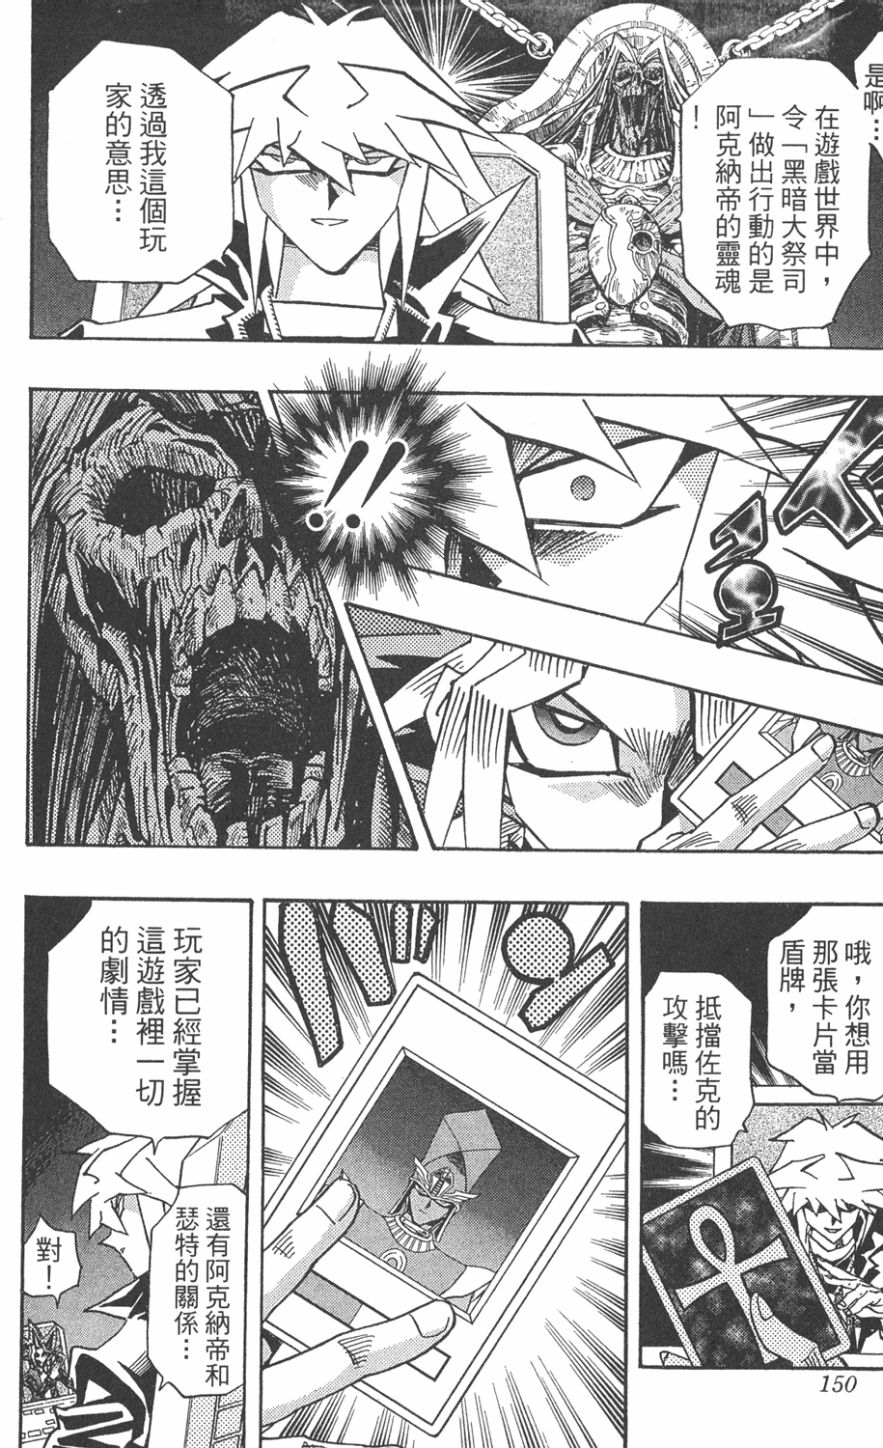 是啊…
在遊戲世界中，
令「黑暗大祭司
」做出行動的是
阿克納帝的靈魂
！
透過我這個玩
家的意思…
！！
哦，你想用
那張卡片當
盾牌，
抵擋佐克的
攻擊嗎…
バン
玩家已經掌握
這遊戲裡一切
的劇情…
還有阿克納帝和
瑟特的關係…
對！
150